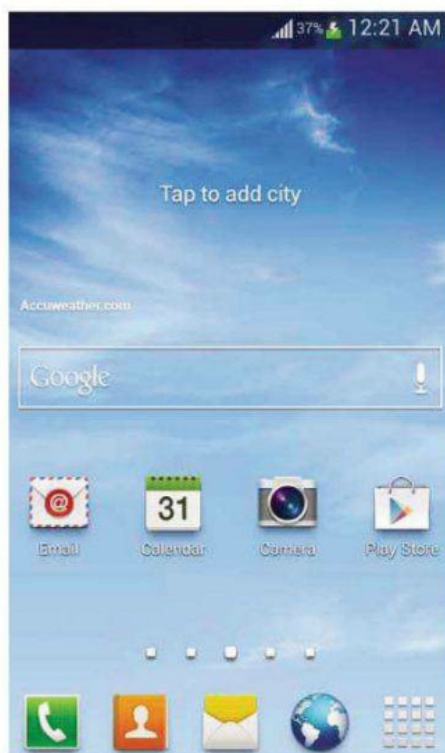 37% 12:21 AM
Tap to add city
Accuweather.com
Google
31
Email Calendar Camera Play Store